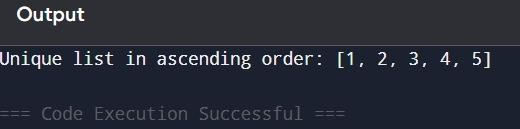 Output
Unique list in ascending order: [1, 2, 3, 4, 5]
=== Code Execution Successful ===